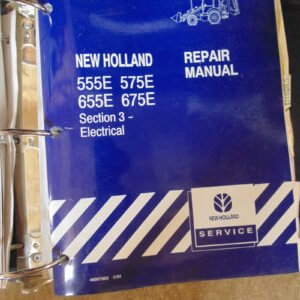 NEW HOLLAND
555E 575E
655E 675E
Section 3 -
Electrical
REPAIR
MANUAL
NEW HOLLAND
SERVICE